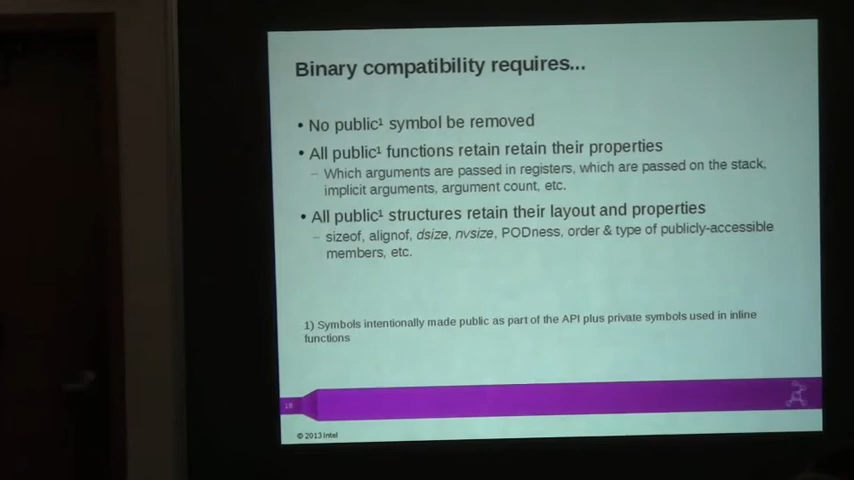 Binary compatibility requires...
• No public¹ symbol be removed
• All public¹ functions retain retain their properties
– Which arguments are passed in registers, which are passed on the stack,
implicit arguments, argument count, etc.
• All public¹ structures retain their layout and properties
– sizeof, alignof, dsize, nvsize, PODness, order & type of publicly-accessible
members, etc.
1) Symbols intentionally made public as part of the API plus private symbols used in inline
functions
18
© 2013 Intel